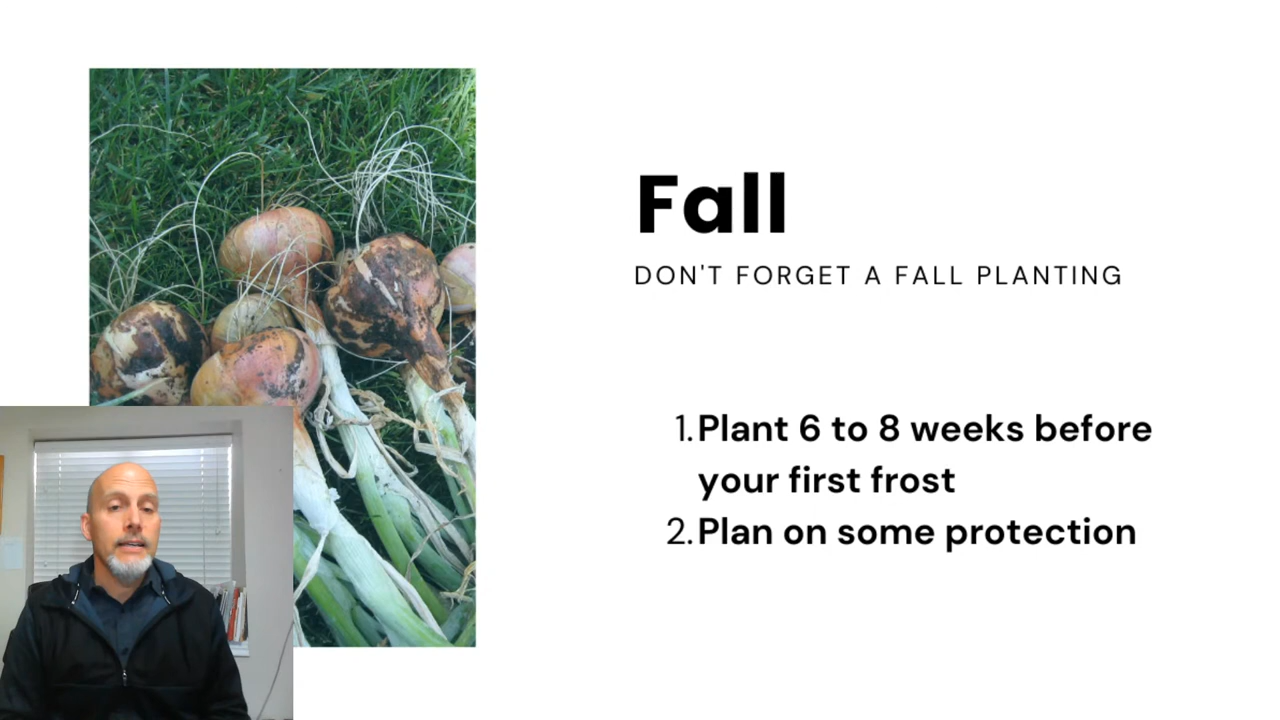 Fall
DON'T FORGET A FALL PLANTING
1. Plant 6 to 8 weeks before
your first frost
2. Plan on some protection